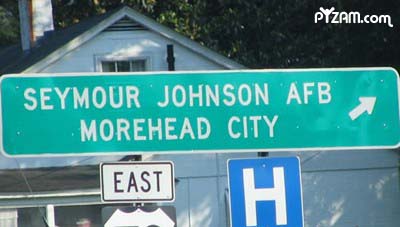 PYZAM.com
SEYMOUR JOHNSON AFB
MOREHEAD CITY
EAST
H